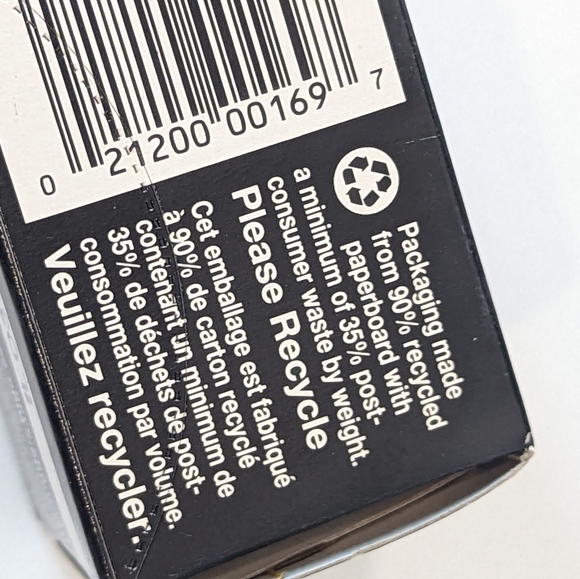 0 21200 00169 7
Packaging made
from 90% recycled
paperboard with
a minimum of 35% post-
consumer waste by weight.
Please Recycle
Cet emballage est fabriqué
à 90% de carton recyclé
contenant un minimum de
35% de déchets de post-
consommation par volume.
Veuillez recycler.